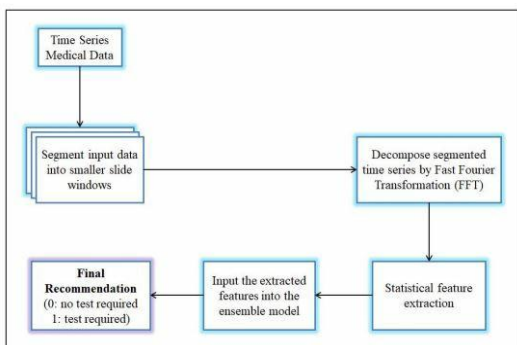 Time Series
Medical Data
Segment input data
into smaller slide
windows
Decompose segmented
time series by Fast Fourier
Transformation (FFT)
Final
Recommendation
(0: no test required
1: test required)
Input the extracted
features into the
ensemble model
Statistical feature
extraction